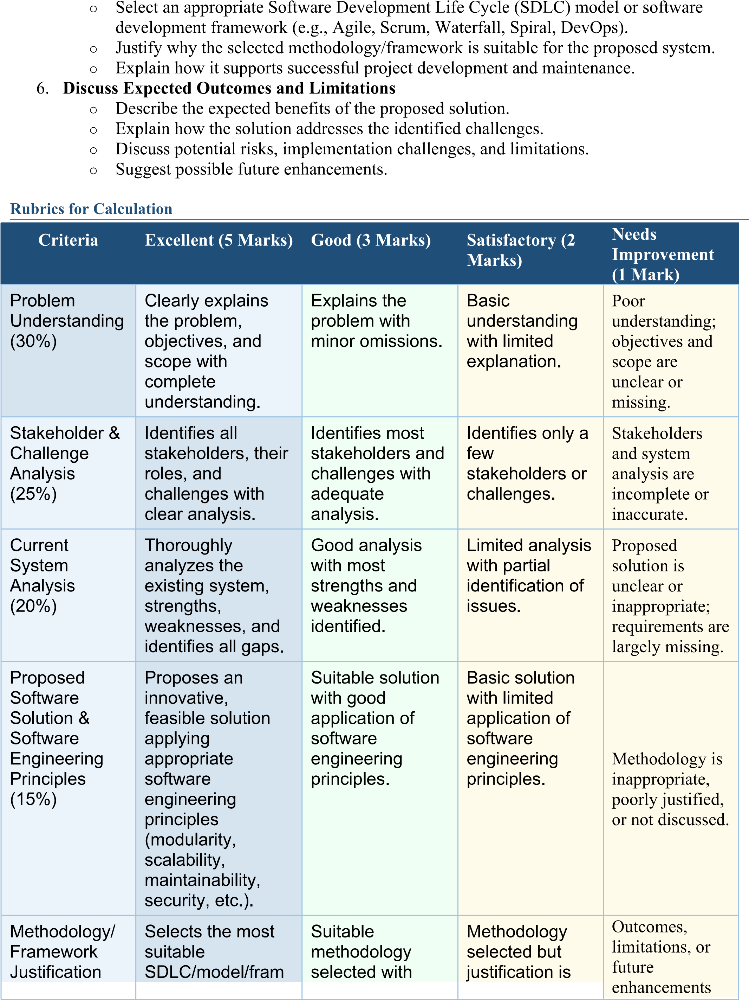 o Select an appropriate Software Development Life Cycle (SDLC) model or software
development framework (e.g., Agile, Scrum, Waterfall, Spiral, DevOps).
o Justify why the selected methodology/framework is suitable for the proposed system.
o Explain how it supports successful project development and maintenance.
6. Discuss Expected Outcomes and Limitations
o Describe the expected benefits of the proposed solution.
o Explain how the solution addresses the identified challenges.
o Discuss potential risks, implementation challenges, and limitations.
o Suggest possible future enhancements.
Rubrics for Calculation
Criteria
Excellent (5 Marks)
Good (3 Marks)
Satisfactory (2
Marks)
Needs
Improvement
(1 Mark)
Problem
Understanding
(30%)
Clearly explains
the problem,
objectives, and
scope with
complete
understanding.
Explains the
problem with
minor omissions.
Basic
understanding
with limited
explanation.
Poor
understanding;
objectives and
scope are
unclear or
missing.
Stakeholder &
Challenge
Analysis
(25%)
Identifies all
stakeholders, their
roles, and
challenges with
clear analysis.
Identifies most
stakeholders and
challenges with
adequate
analysis.
Identifies only a
few
stakeholders or
challenges.
Stakeholders
and system
analysis are
incomplete or
inaccurate.
Current
System
Analysis
(20%)
Thoroughly
analyzes the
existing system,
strengths,
weaknesses, and
identifies all gaps.
Good analysis
with most
strengths and
weaknesses
identified.
Limited analysis
with partial
identification of
issues.
Proposed
solution is
unclear or
inappropriate;
requirements are
largely missing.
Proposed
Software
Solution &
Software
Engineering
Principles
(15%)
Proposes an
innovative,
feasible solution
applying
appropriate
software
engineering
principles
(modularity,
scalability,
maintainability,
security, etc.).
Suitable solution
with good
application of
software
engineering
principles.
Basic solution
with limited
application of
software
engineering
principles.
Methodology is
inappropriate,
poorly justified,
or not discussed.
Methodology/
Framework
Justification
Selects the most
suitable
SDLC/model/fram
Suitable
methodology
selected with
Methodology
selected but
justification is
Outcomes,
limitations, or
future
enhancements